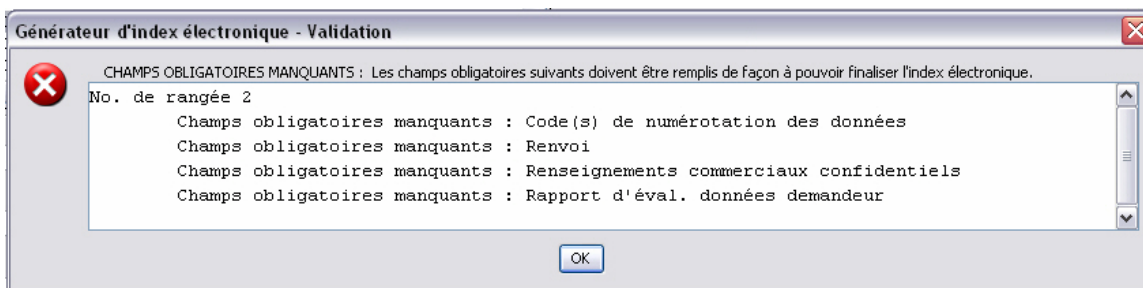 Générateur d'index électronique - Validation
CHAMPS OBLIGATOIRES MANQUANTS : Les champs obligatoires suivants doivent être remplis de façon à pouvoir finaliser l'index électronique.
No. de rangée 2
Champs obligatoires manquants : Code(s) de numérotation des données
Champs obligatoires manquants : Renvoi
Champs obligatoires manquants : Renseignements commerciaux confidentiels
Champs obligatoires manquants : Rapport d'éval. données demandeur
OK